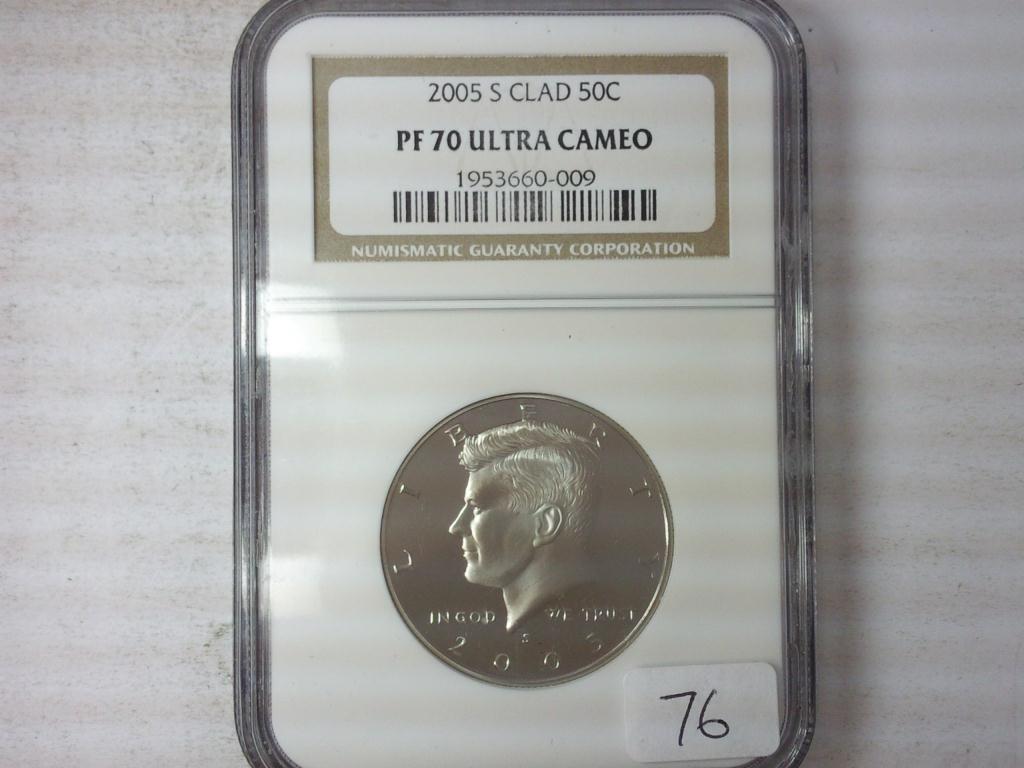 2005 S CLAD 50C
PF 70 ULTRA CAMEO
1953660-009
NUMISMATIC GUARANTY CORPORATION
LIBERTY
IN GOD WE TRUST
S
2005
76